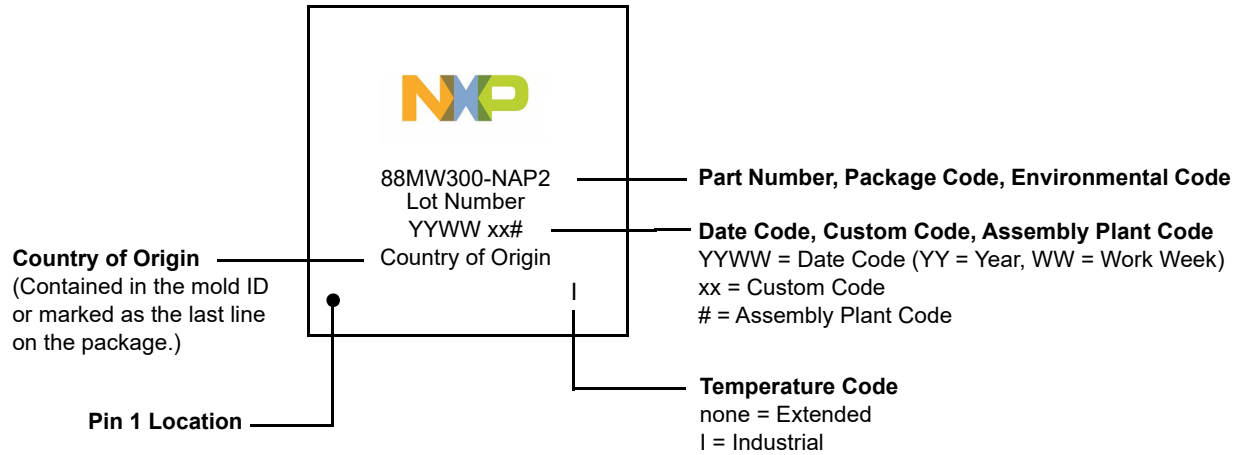 NXP
88MW300-NAP2
Lot Number
YYWW xx#
Country of Origin
I
Part Number, Package Code, Environmental Code
Date Code, Custom Code, Assembly Plant Code
YYWW = Date Code (YY = Year, WW = Work Week)
xx = Custom Code
# = Assembly Plant Code
Country of Origin
(Contained in the mold ID
or marked as the last line
on the package.)
Pin 1 Location
Temperature Code
none = Extended
I = Industrial